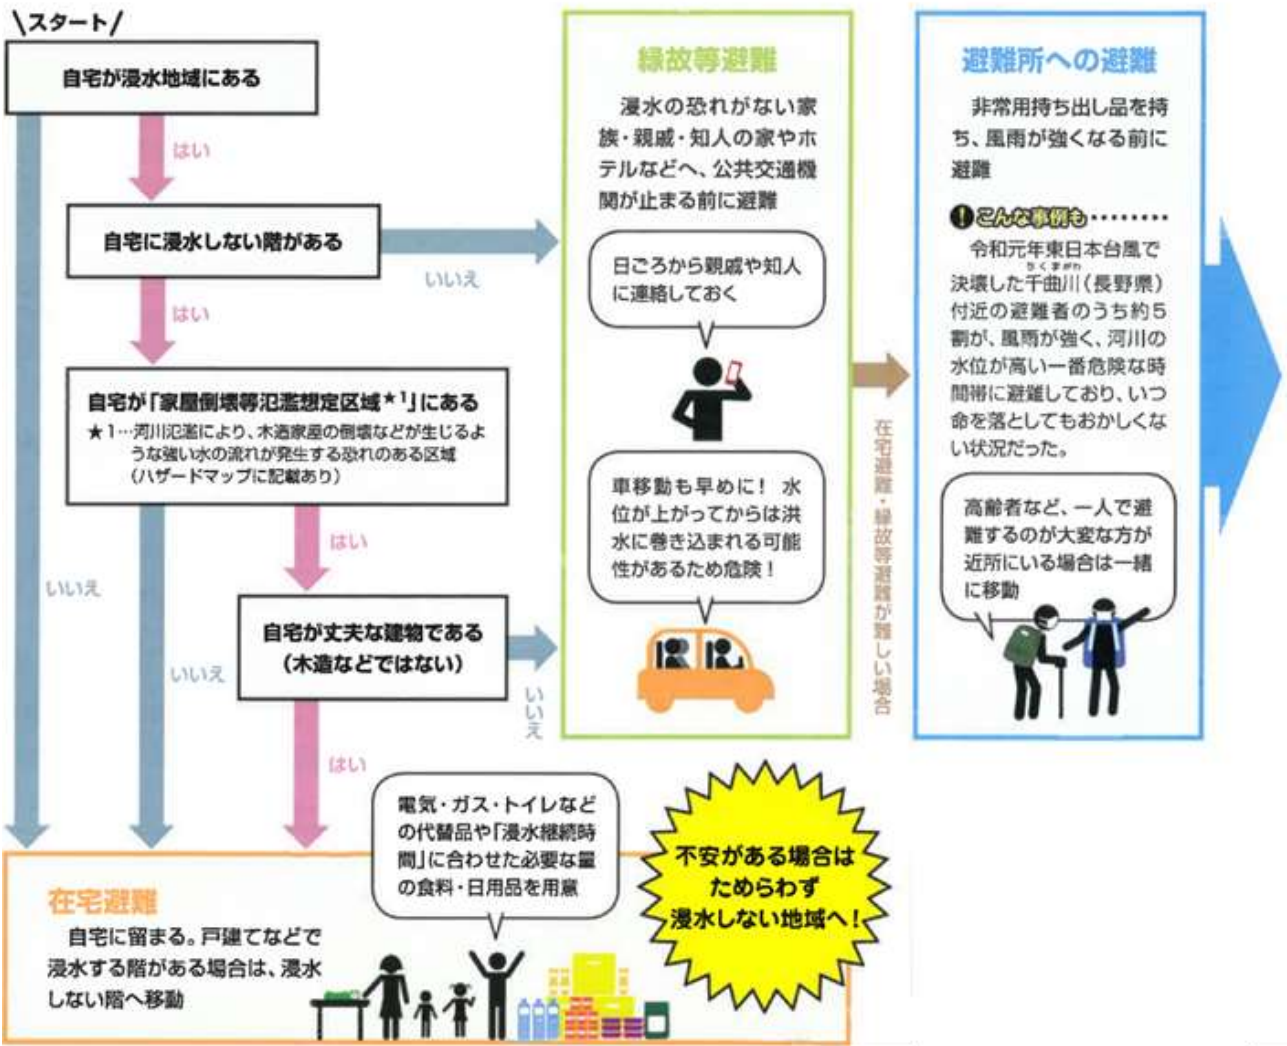 \スタート/
自宅が浸水地域にある
はい
自宅に浸水しない階がある
いいえ
はい
自宅が「家屋倒壊等氾濫想定区域★1」にある
★1…河川氾濫により、木造家屋の倒壊などが生じるよ
うな強い水の流れが発生する恐れのある区域
（ハザードマップに記載あり）
はい
いいえ
いいえ
自宅が丈夫な建物である
（木造などではない）
いいえ
はい
緑故等避難
浸水の恐れがない家
族・親戚・知人の家やホ
テルなどへ、公共交通機
関が止まる前に避難
日ごろから親戚や知人
に連絡しておく
車移動も早めに！ 水
位が上がってからは洪
水に巻き込まれる可能
性があるため危険！
在宅避難・縁故等避難が難しい場合
避難所への避難
非常用持ち出し品を持
ち、風雨が強くなる前に
避難
！こんな事例も………
令和元年東日本台風で
ちくまがわ
決壊した千曲川（長野県）
付近の避難者のうち約5
割が、風雨が強く、河川の
水位が高い一番危険な時
間帯に避難しており、いつ
命を落としてもおかしくな
い状況だった。
高齢者など、一人で避
難するのが大変な方が
近所にいる場合は一緒
に移動
電気・ガス・トイレなど
の代替品や「浸水継続時
間」に合わせた必要な量
の食料・日用品を用意
不安がある場合は
ためらわず
浸水しない地域へ！
在宅避難
自宅に留まる。戸建てなどで
浸水する階がある場合は、浸水
しない階へ移動